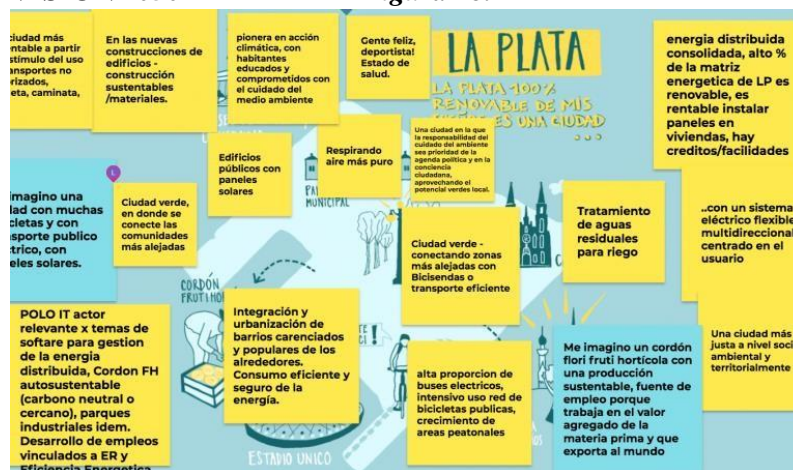 ciudad más
ntable a partir
stímulo del uso
ansportes no
orizados,
eta, caminata,
En las nuevas
construcciones de
edificios -
construcción
sustentables
/materiales.
pionera en acción
climática, con
habitantes
educados y
comprometidos con
el cuidado del
medio ambiente
Gente feliz,
deportista!
Estado de
salud.
LA PLATA
LA PLATA 100%
RENOVABLE DE MIS
ES UNA CIUDAD
...
energia distribuida
consolidada, alto %
de la matriz
energetica de LP es
renovable, es
rentable instalar
paneles en
viviendas, hay
creditos/facilidades
Edificios
públicos con
paneles
solares
Respirando
aire más puro
Una ciudad en la que
la responsabilidad del
cuidado del ambiente
ses prioridad de la
agenda política y en la
conciencia
ciudadana,
aprovechando el
potencial verdes local.
MUNICIPAL
magino una
dad con muchas
cletas y con
nsporte publico
ctrico, con
eles solares.
Ciudad verde,
en donde se
conecte las
comunidades
más alejadas
Ciudad verde -
conectando zonas
más alejadas con
Bicisendas o
transporte eficiente
Tratamiento
de aguas
residuales
para riego
..con un sistema
eléctrico flexible
multidireccional
centrado en el
usuario
CORDÓN
FRUTIHO
POLO IT actor
relevante x temas de
softare para gestion
de la energia
distribuida, Cordon FH
autosustentable
(carbono neutral o
cercano), parques
industriales idem.
Desarrollo de empleos
vinculados a ER y
Eficiencia Energetica
Integración y
urbanización de
barrios carenciados
y populares de los
alrededores.
Consumo eficiente y
seguro de la
energía.
alta proporcion de
buses electricos,
intensivo uso red de
bicicletas publicas,
crecimiento de
areas peatonales
Me imagino un cordón
flori fruti hortícola con
una producción
sustentable, fuente de
empleo porque
trabaja en el valor
agregado de la
materia prima y que
exporta al mundo
Una ciudad más
justa a nivel soci
ambiental y
territorialmente
ESTADIO UNICO